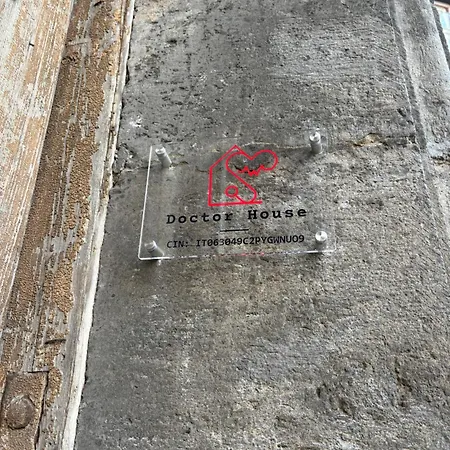 Doctor House
CIN: IT063049C2PYGWNUO9